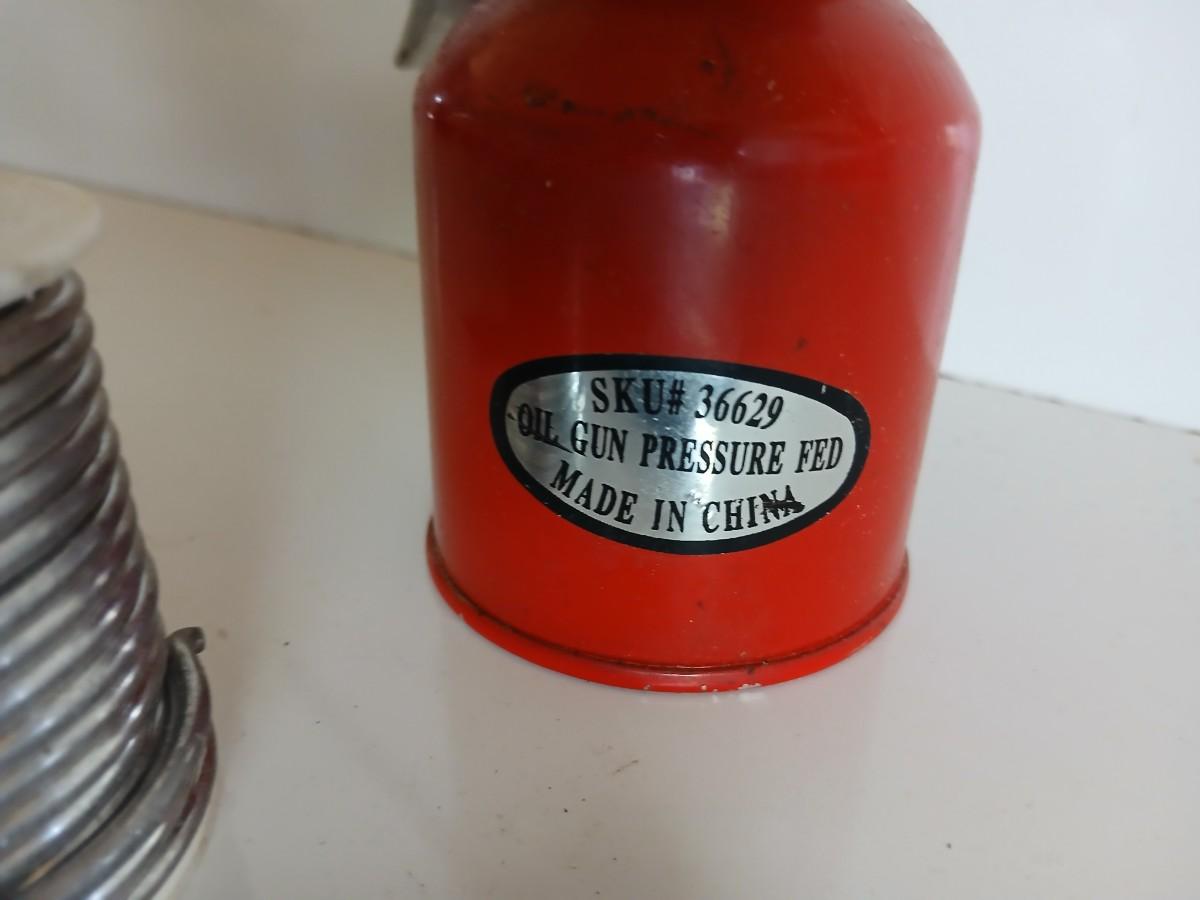 SKU# 36629
OIL GUN PRESSURE FED
MADE IN CHINA